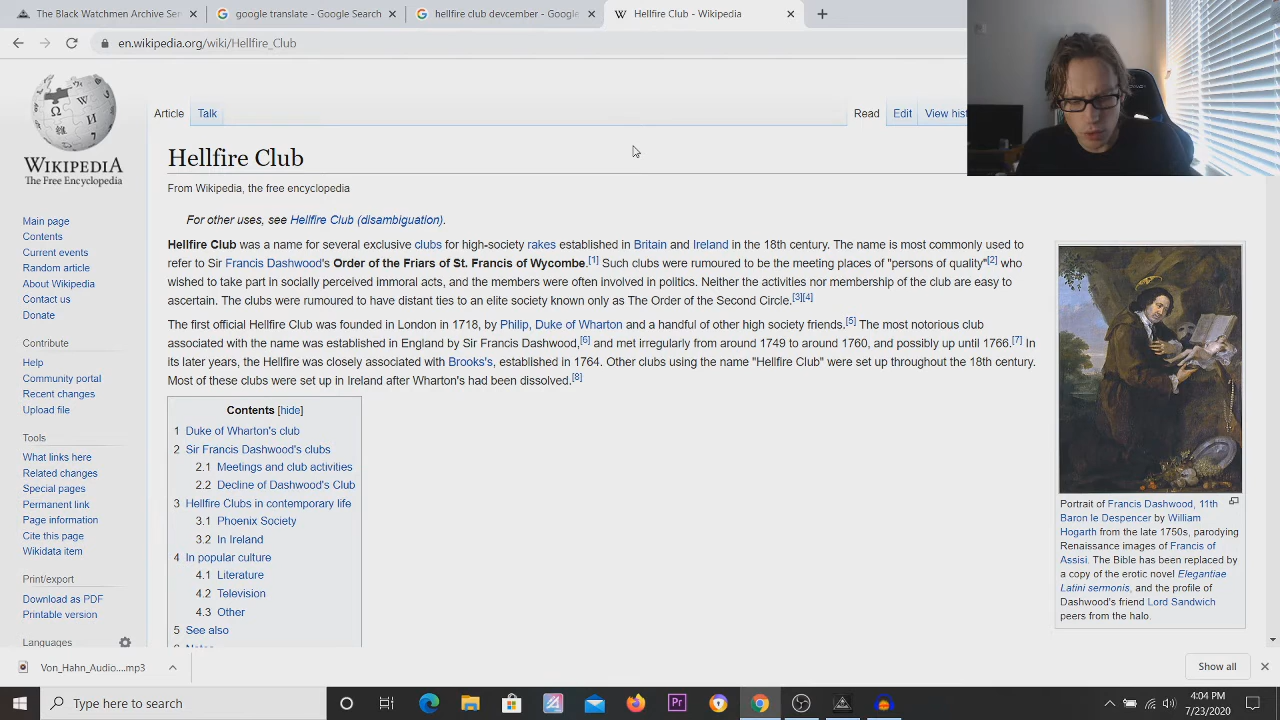 The Black Watchmen Archive Ser
google translate - Google Search
hellfire club devcember - Google
Hellfire Club - Wikipedia
en.wikipedia.org/wiki/Hellfire_Club
WIKIPEDIA
The Free Encyclopedia
Main page
Contents
Current events
Random article
About Wikipedia
Contact us
Donate
Contribute
Help
Community portal
Recent changes
Upload file
Tools
What links here
Related changes
Special pages
Permanent link
Page information
Cite this page
Wikidata item
Print/export
Download as PDF
Printable version
Languages
Article
Talk
Read
Edit
View his
Hellfire Club
From Wikipedia, the free encyclopedia
For other uses, see Hellfire Club (disambiguation).
Hellfire Club was a name for several exclusive clubs for high-society rakes established in Britain and Ireland in the 18th century. The name is most commonly used to
refer to Sir Francis Dashwood's Order of the Friars of St. Francis of Wycombe.[1] Such clubs were rumoured to be the meeting places of "persons of quality"[2] who
wished to take part in socially perceived immoral acts, and the members were often involved in politics. Neither the activities nor membership of the club are easy to
ascertain. The clubs were rumoured to have distant ties to an elite society known only as The Order of the Second Circle.[3][4]
The first official Hellfire Club was founded in London in 1718, by Philip, Duke of Wharton and a handful of other high society friends.[5] The most notorious club
associated with the name was established in England by Sir Francis Dashwood,[6] and met irregularly from around 1749 to around 1760, and possibly up until 1766.[7] In
its later years, the Hellfire was closely associated with Brooks's, established in 1764. Other clubs using the name "Hellfire Club" were set up throughout the 18th century.
Most of these clubs were set up in Ireland after Wharton's had been dissolved.[8]
Contents [hide]
1 Duke of Wharton's club
2 Sir Francis Dashwood's clubs
2.1 Meetings and club activities
2.2 Decline of Dashwood's Club
3 Hellfire Clubs in contemporary life
3.1 Phoenix Society
3.2 In Ireland
4 In popular culture
4.1 Literature
4.2 Television
4.3 Other
5 See also
6 Notes
Portrait of Francis Dashwood, 11th
Baron le Despencer by William
Hogarth from the late 1750s, parodying
Renaissance images of Francis of
Assisi. The Bible has been replaced by
a copy of the erotic novel Elegantiae
Latini sermonis, and the profile of
Dashwood's friend Lord Sandwich
peers from the halo.
Von_Hahn_Audio....mp3
Show all
Type here to search
Pr
4:04 PM
7/23/2020